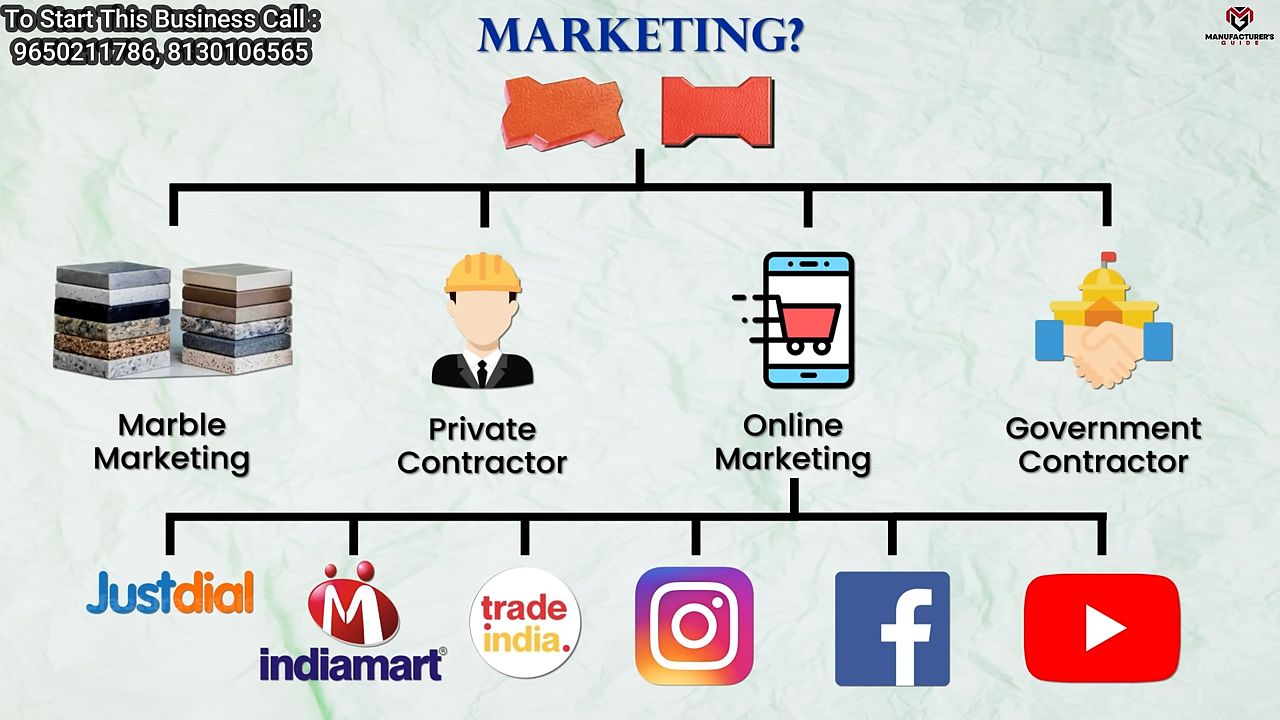 To Start This Business Call :
9650211786, 8130106565
MARKETING?
MANUFACTURER'S
GUIDE
Marble
Marketing
Private
Contractor
Online
Marketing
Government
Contractor
Justdial
indiamart®
trade
india.